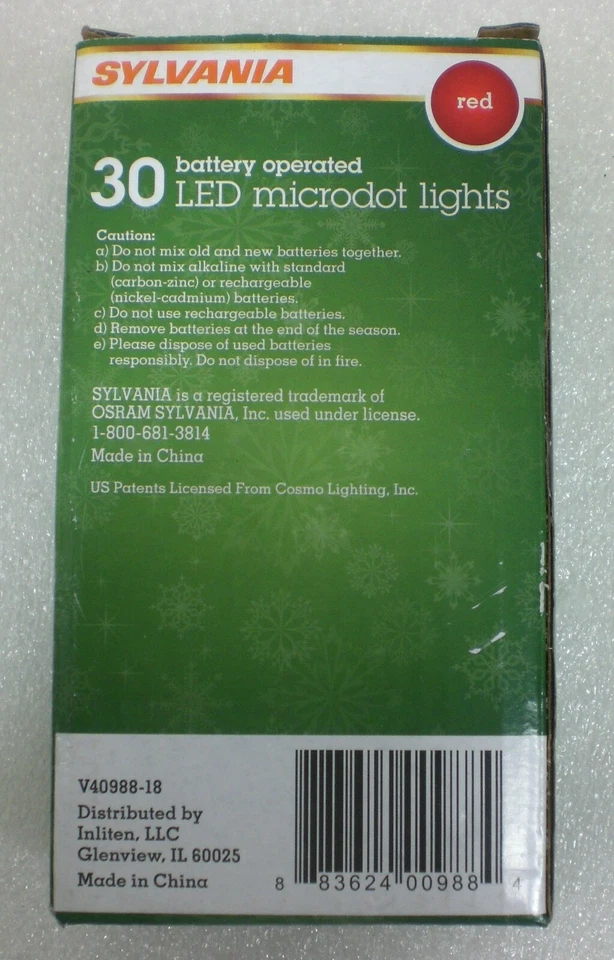 SYLVANIA
red
30 battery operated
LED microdot lights
Caution:
a) Do not mix old and new batteries together.
b) Do not mix alkaline with standard
(carbon-zinc) or rechargeable
(nickel-cadmium) batteries.
c) Do not use rechargeable batteries.
d) Remove batteries at the end of the season.
e) Please dispose of used batteries
responsibly. Do not dispose of in fire.
SYLVANIA is a registered trademark of
OSRAM SYLVANIA, Inc. used under license.
1-800-681-3814
Made in China
US Patents Licensed From Cosmo Lighting, Inc.
V40988-18
Distributed by
Inliten, LLC
Glenview, IL 60025
Made in China
8 83624 00988 4